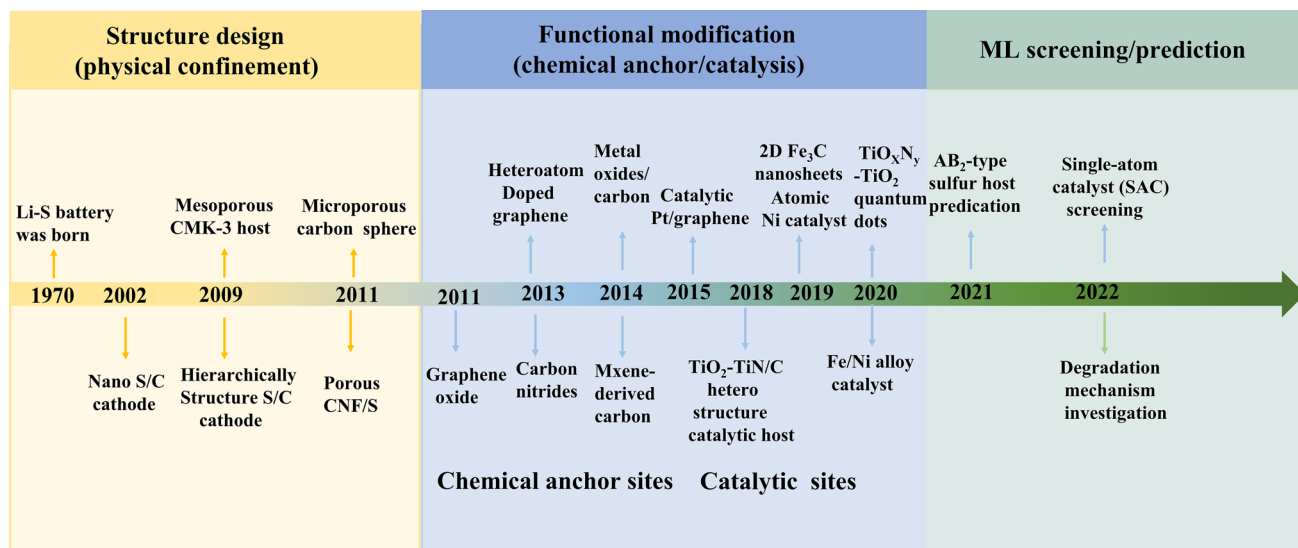 Structure design
(physical confinement)
Functional modification
(chemical anchor/catalysis)
ML screening/prediction
Li-S battery
was born
Mesoporous
CMK-3 host
Microporous
carbon sphere
Heteroatom
Doped
graphene
Metal
oxides/
carbon
Catalytic
Pt/graphene
2D Fe₃C
nanosheets
Atomic
Ni catalyst
TiOₓNᵧ
-TiO₂
quantum
dots
AB₂-type
sulfur host
predication
Single-atom
catalyst (SAC)
screening
1970
2002
2009
2011
2011
2013
2014
2015
2018
2019
2020
2021
2022
Nano S/C
cathode
Hierarchically
Structure S/C
cathode
Porous
CNF/S
Graphene
oxide
Carbon
nitrides
Mxene-
derived
carbon
TiO₂-TiN/C
hetero
structure
catalytic host
Fe/Ni alloy
catalyst
Degradation
mechanism
investigation
Chemical anchor sites
Catalytic sites